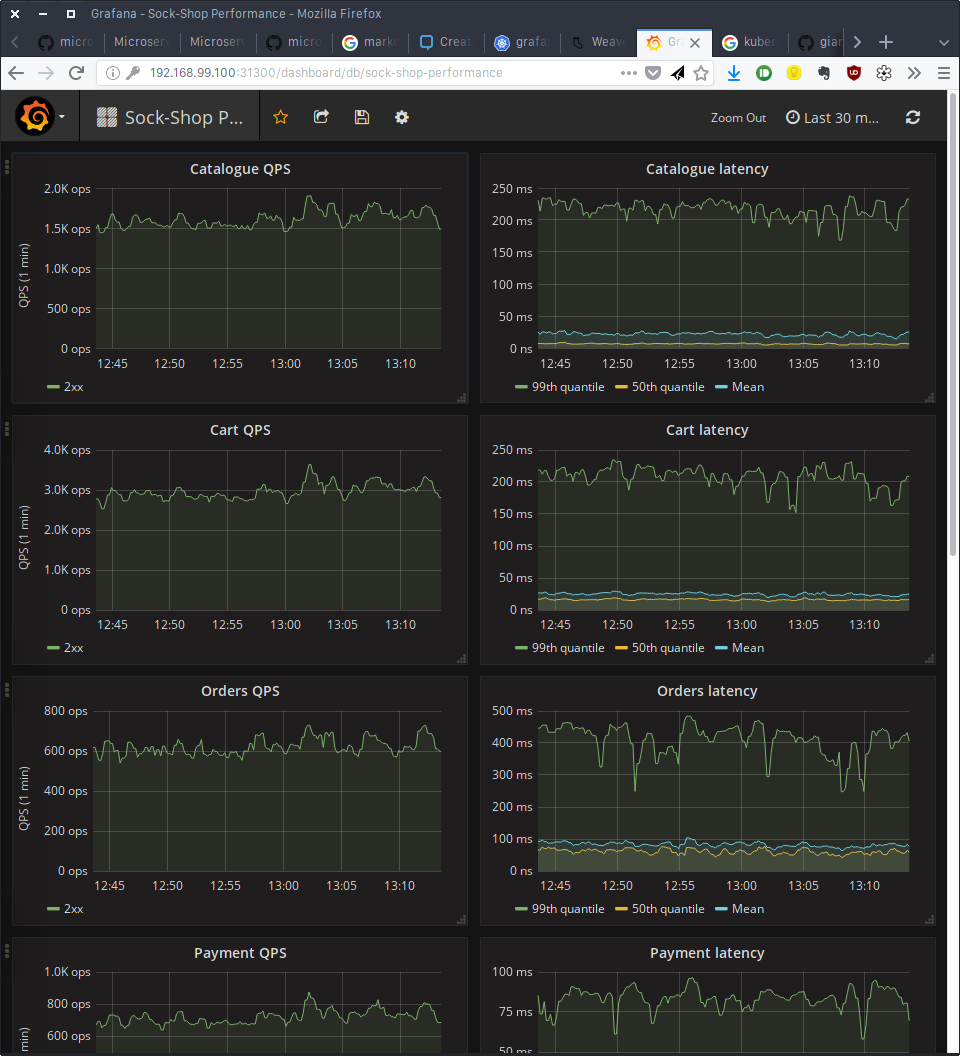 Grafana - Sock-Shop Performance - Mozilla Firefox
micro Microser Microser micro mark Creat grafa Weav Gr kuber giar
192.168.99.100:31300/dashboard/db/sock-shop-performance
Sock-Shop P... Zoom Out Last 30 m...
Catalogue QPS
2.0K ops
1.5K ops
1.0K ops
500 ops
0 ops
QPS (1 min)
12:45 12:50 12:55 13:00 13:05 13:10
2xx
Catalogue latency
250 ms
200 ms
150 ms
100 ms
50 ms
0 ns
12:45 12:50 12:55 13:00 13:05 13:10
99th quantile 50th quantile Mean
Cart QPS
4.0K ops
3.0K ops
2.0K ops
1.0K ops
0 ops
QPS (1 min)
12:45 12:50 12:55 13:00 13:05 13:10
2xx
Cart latency
250 ms
200 ms
150 ms
100 ms
50 ms
0 ns
12:45 12:50 12:55 13:00 13:05 13:10
99th quantile 50th quantile Mean
Orders QPS
800 ops
600 ops
400 ops
200 ops
0 ops
QPS (1 min)
12:45 12:50 12:55 13:00 13:05 13:10
2xx
Orders latency
500 ms
400 ms
300 ms
200 ms
100 ms
0 ns
12:45 12:50 12:55 13:00 13:05 13:10
99th quantile 50th quantile Mean
Payment QPS
1.0K ops
800 ops
600 ops
min)
Payment latency
100 ms
75 ms
50 ms